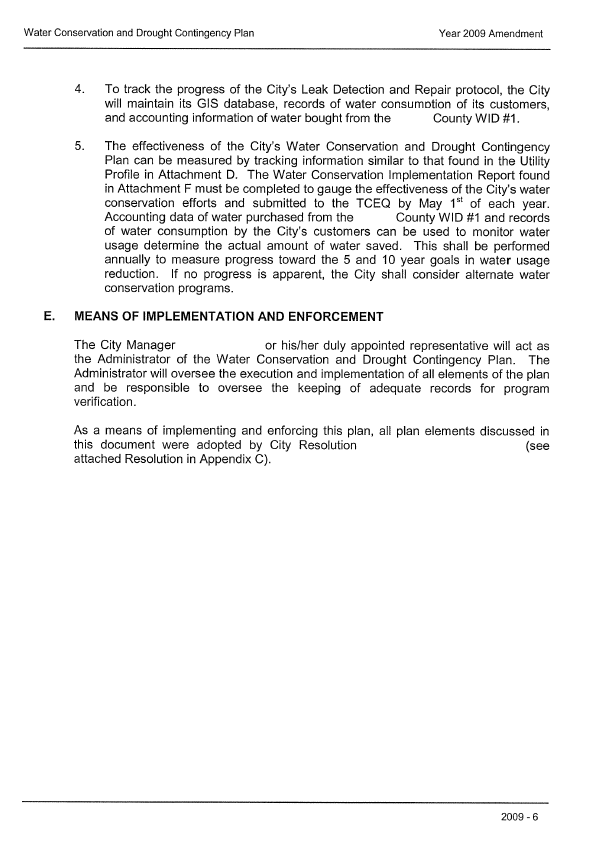 Water Conservation and Drought Contingency Plan Year 2009 Amendment
4. To track the progress of the City's Leak Detection and Repair protocol, the City
will maintain its GIS database, records of water consumption of its customers,
and accounting information of water bought from the County WID #1.
5. The effectiveness of the City's Water Conservation and Drought Contingency
Plan can be measured by tracking information similar to that found in the Utility
Profile in Attachment D. The Water Conservation Implementation Report found
in Attachment F must be completed to gauge the effectiveness of the City's water
conservation efforts and submitted to the TCEQ by May 1st of each year.
Accounting data of water purchased from the County WID #1 and records
of water consumption by the City's customers can be used to monitor water
usage determine the actual amount of water saved. This shall be performed
annually to measure progress toward the 5 and 10 year goals in water usage
reduction. If no progress is apparent, the City shall consider alternate water
conservation programs.
E. MEANS OF IMPLEMENTATION AND ENFORCEMENT
The City Manager or his/her duly appointed representative will act as
the Administrator of the Water Conservation and Drought Contingency Plan. The
Administrator will oversee the execution and implementation of all elements of the plan
and be responsible to oversee the keeping of adequate records for program
verification.
As a means of implementing and enforcing this plan, all plan elements discussed in
this document were adopted by City Resolution (see
attached Resolution in Appendix C).
2009 - 6